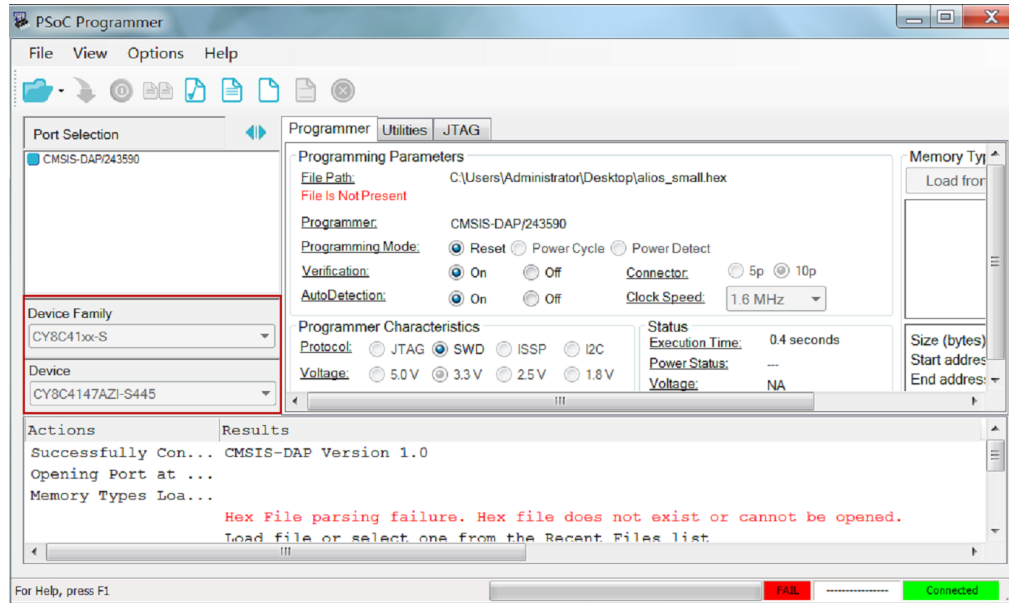 PSoC Programmer
File View Options Help
Port Selection
CMSIS-DAP/243590
Device Family
CY8C41xx-S
Device
CY8C4147AZI-S445
Programmer Utilities JTAG
Programming Parameters
File Path: C:\Users\Administrator\Desktop\alios_small.hex
File Is Not Present
Programmer: CMSIS-DAP/243590
Programming Mode: Reset Power Cycle Power Detect
Verification: On Off Connector: 5p 10p
AutoDetection: On Off Clock Speed: 1.6 MHz
Programmer Characteristics
Protocol: JTAG SWD ISSP I2C
Voltage: 5.0 V 3.3 V 2.5 V 1.8 V
Status
Execution Time: 0.4 seconds
Power Status: ---
Voltage: NA
Memory Typ
Load fron
Size (bytes)
Start addres
End address
Actions Results
Successfully Con... CMSIS-DAP Version 1.0
Opening Port at ...
Memory Types Loa...
Hex File parsing failure. Hex file does not exist or cannot be opened.
Load file or select one from the Recent Files list
For Help, press F1
FAIL
---------------
Connected